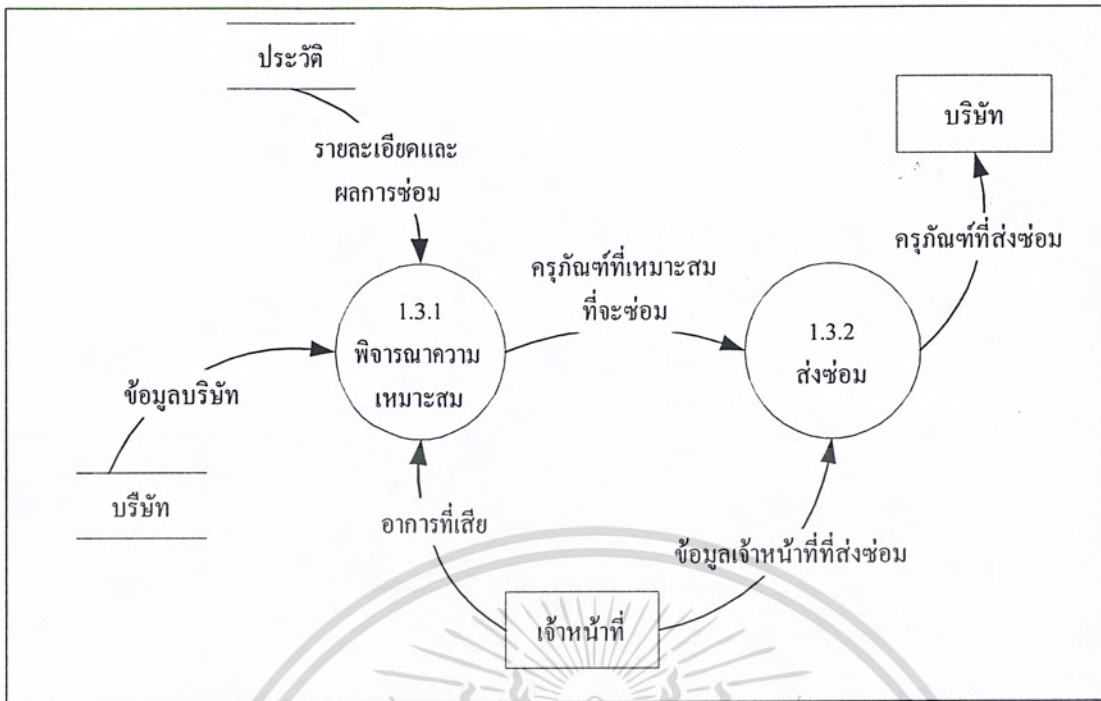 ประวัติ
บริษัท
รายละเอียดและ
ผลการซ่อม
ครุภัณฑ์ที่ส่งซ่อม
ครุภัณฑ์ที่เหมาะสม
ที่จะซ่อม
1.3.1
พิจารณาความ
เหมาะสม
1.3.2
ส่งซ่อม
ข้อมูลบริษัท
บริษัท
อาการที่เสีย
ข้อมูลเจ้าหน้าที่ที่ส่งซ่อม
เจ้าหน้าที่